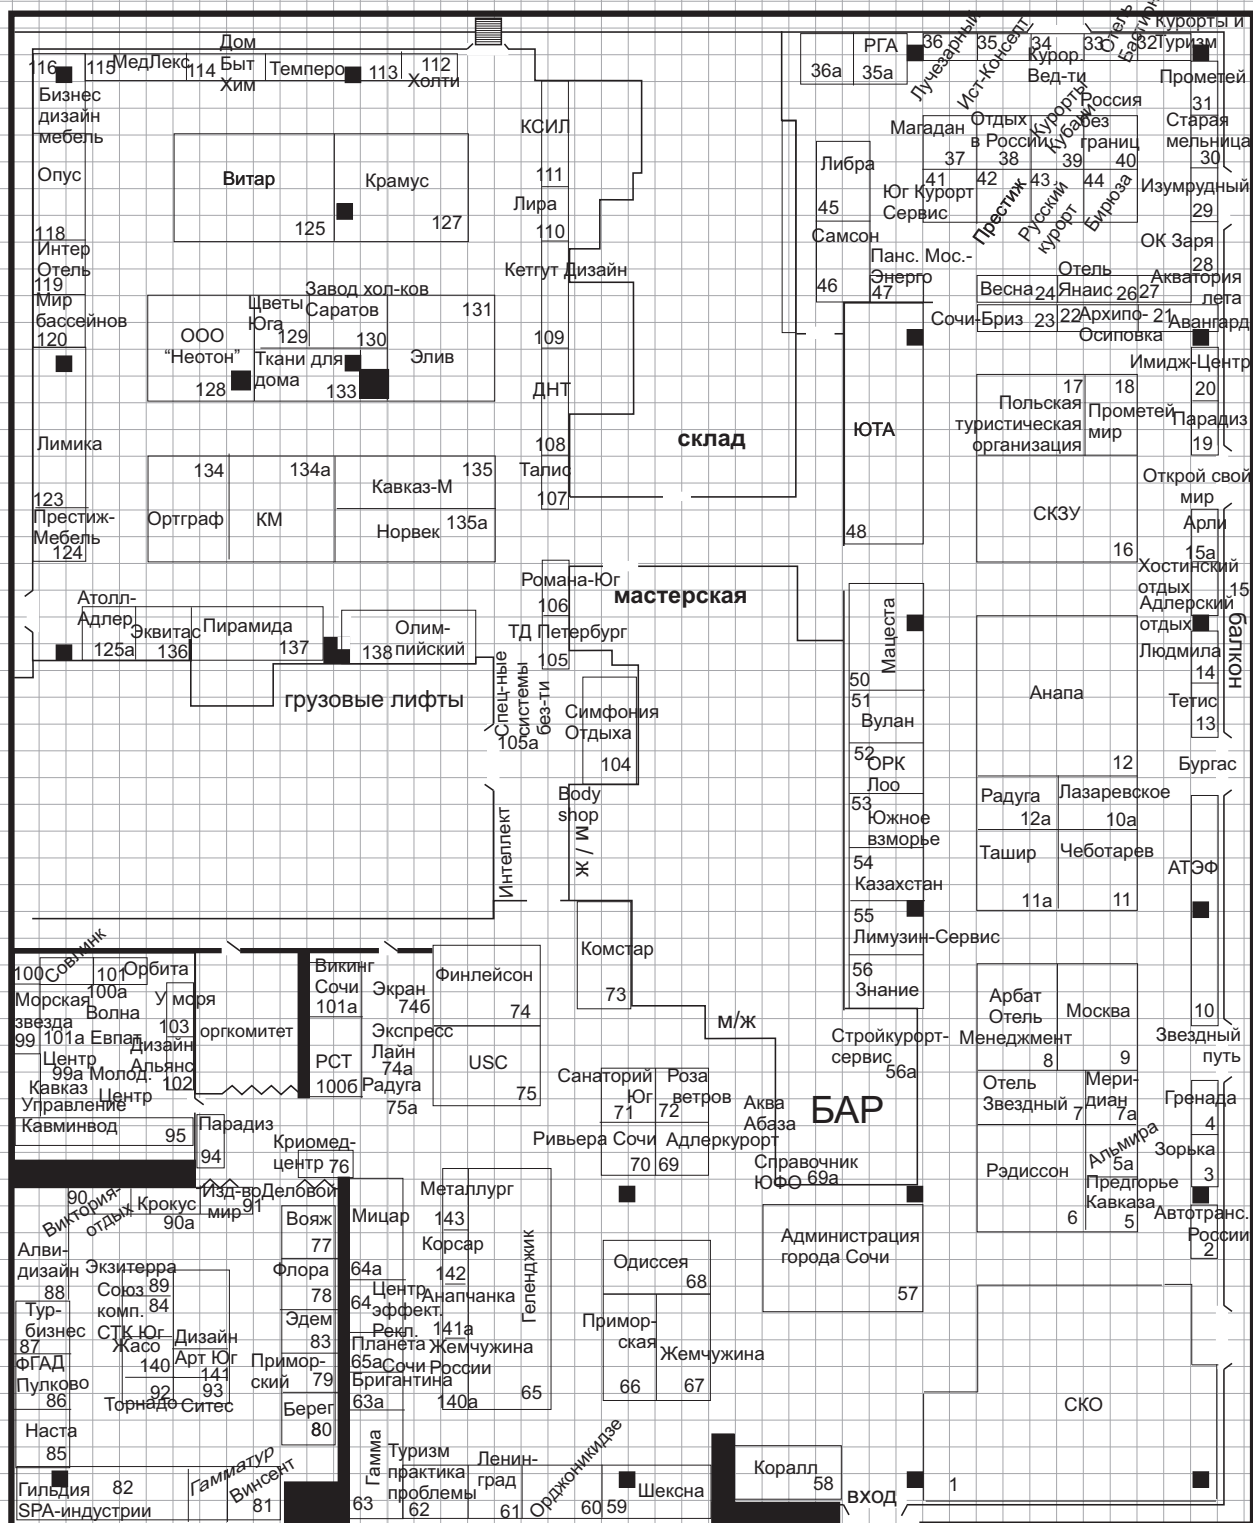 Дом
Быт
Хим
116
115
МедЛекс
114
Темперо
113
112
Холти
Бизнес
дизайн
мебель
Опус
118
Витар
125
Крамус
127
КСИЛ
111
Лира
110
Кетгут Дизайн
109
ДНТ
108
Талис
107
Интер
Отель
119
Мир
бассейнов
120
ООО
“Неотон”
128
Цветы
Юга
129
Завод хол-ков
Саратов
130
131
Ткани для
дома
133
Элив
Лимика
123
Престиж-
Мебель
124
134
Ортграф
134а
КМ
135
Кавказ-М
Норвек
135а
склад
мастерская
Романа-Юг
106
ТД Петербург
105
Атолл-
Адлер
125а
Эквитас
136
Пирамида
137
138
Олим-
пийский
грузовые лифты
Спец-ные
системы
без-ти
105а
Симфония
Отдыха
104
Body
shop
м / ж
Интеллект
РГА
36а
35а
36
Лучезарный
35
Ист-Консепт
34
Курор.
Вед-ти
33
Отель
Бастион
32
Курорты и
Туризм
Прометей
31
Старая
мельница
30
Магадан
37
Отдых
в России
38
Курорты
Кубани
39
Россия
без
границ
40
Либра
45
Юг Курорт
Сервис
41
42
Престиж
43
Русский
курорт
44
Бирюза
Изумрудный
29
Самсон
46
Панс. Мос.-
Энерго
47
ОК Заря
28
Весна
24
Отель
Янаис
26
27
Акватория
лета
Сочи-Бриз
23
22
Архипо-
Осиповка
21
Авангард
Имидж-Центр
20
Парадиз
19
ЮТА
48
17
Польская
туристическая
организация
18
Прометей
мир
Открой свой
мир
СКЗУ
16
Арли
15а
Хостинский
отдых
15
Адлерский
отдых
балкон
Людмила
14
Тетис
13
Мацеста
50
51
Вулан
52
ОРК
Лоо
53
Южное
взморье
54
Казахстан
55
Лимузин-Сервис
56
Знание
Анапа
12
Бургас
Радуга
12а
Лазаревское
10а
Ташир
11а
Чеботарев
11
АТЭФ
10
Комстар
73
м/ж
Стройкурорт-
сервис
56а
Арбат
Отель
Менеджмент
8
Москва
9
Звездный
путь
Отель
Звездный
7
Мери-
диан
7а
Гренада
4
Альмира
5а
Зорька
3
Рэдиссон
6
Предгорье
Кавказа
5
Автотранс.
России
2
100
Совлинк
101
Орбита
100а
Морская
звезда
99
Волна
У моря
103
101а
Евпат.
Центр
99а
Молод.
Центр
Дизайн
Альянс
102
Кавказ
Управление
Кавминвод
95
оргкомитет
Викинг
Сочи
101а
Экран
74б
Экспресс
Лайн
74а
РСТ
100б
Радуга
75а
Финлейсон
74
USC
75
Санаторий
Юг
71
Роза
ветров
72
Ривьера Сочи
70
Адлеркурорт
69
Аква
Абаза
БАР
Справочник
ЮФО
69а
Парадиз
94
Криомед-
центр
76
90
Виктория-
отдых
Крокус
90а
Изд-во
мир
Деловой
91
Вояж
77
Флора
78
Эдем
83
Примор-
ский
79
Берег
80
Алви-
дизайн
88
Экзитерра
89
Союз
комп.
84
СТК Юг
Тур-
бизнес
87
Жасо
140
Дизайн
Арт Юг
141
ФГАД
Пулково
86
92
93
Торнадо
Ситес
Наста
85
Гильдия
SPA-индустрии
82
Гамматур
Винсент
81
Мицар
64а
64
Центр
эффект.
Рекл.
Планета
Сочи
65а
Бригантина
63а
Гамма
63
Металлург
143
Корсар
142
Анапчанка
141а
Жемчужина
России
140а
Геленджик
65
Туризм
практика
проблемы
62
Ленин-
град
61
Орджоникидзе
60
59
Шексна
Одиссея
68
Примор-
ская
66
Жемчужина
67
Администрация
города Сочи
57
Коралл
58
вход
1
СКО